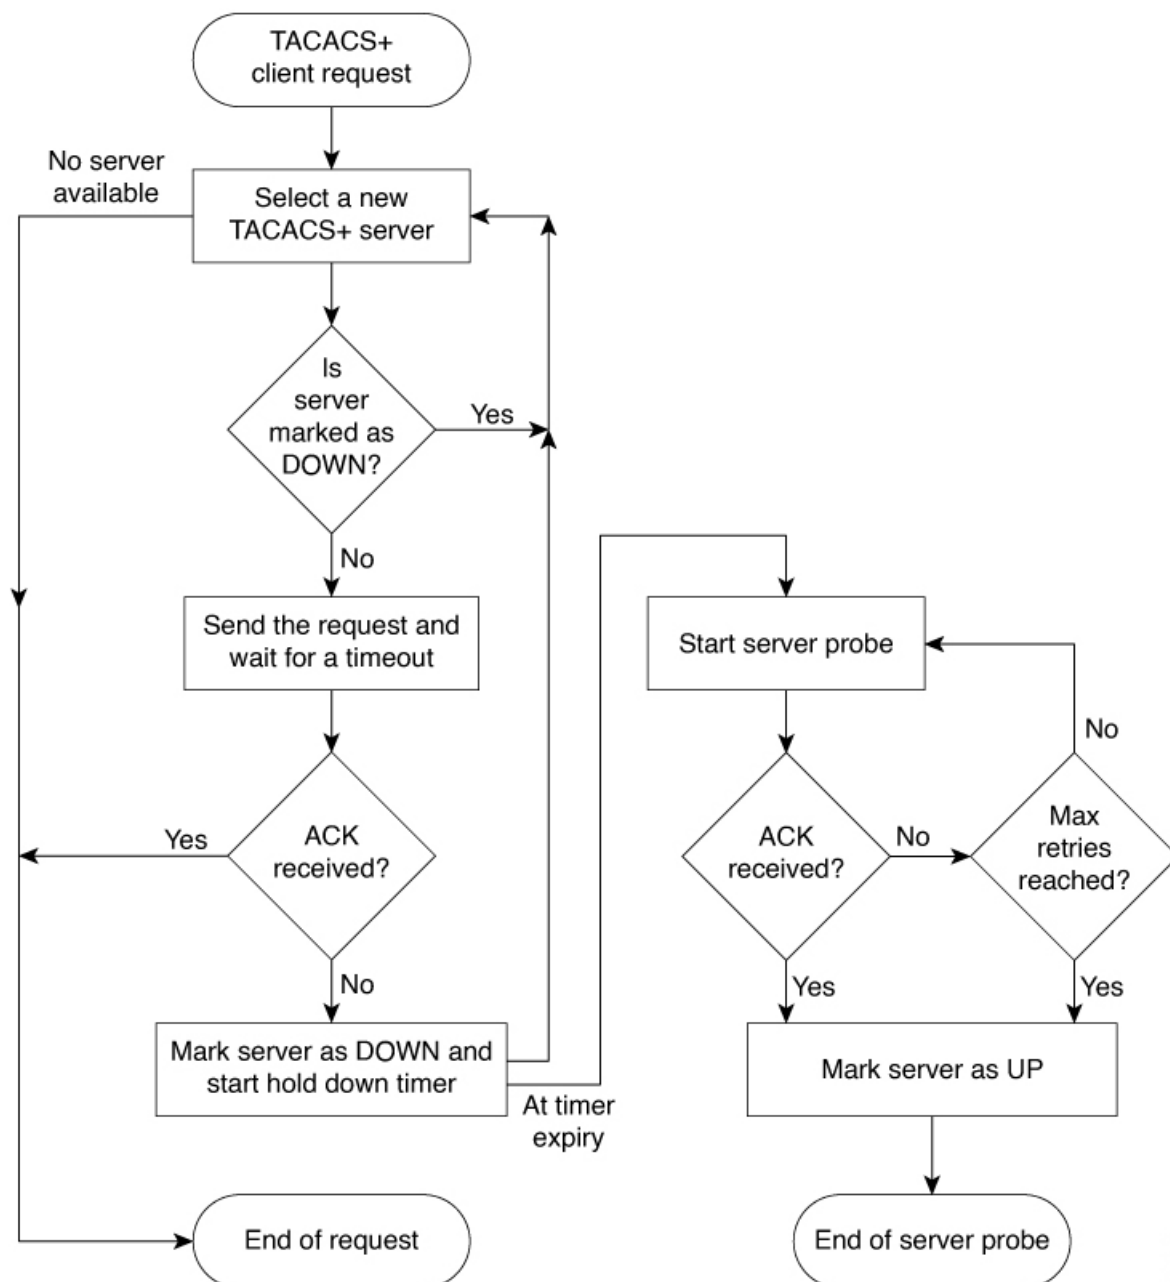 TACACS+
client request
No server
available
Select a new
TACACS+ server
Is
server
marked as
DOWN?
Yes
No
Send the request and
wait for a timeout
Start server probe
No
Yes
ACK
received?
ACK
received?
No
Max
retries
reached?
No
Yes
Yes
Mark server as DOWN and
start hold down timer
Mark server as UP
At timer
expiry
End of request
End of server probe